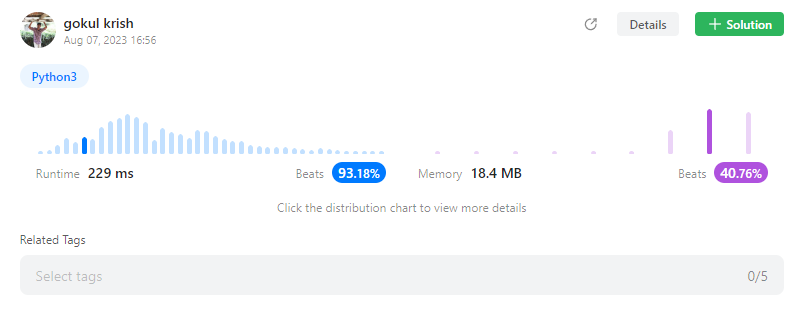 gokul krish
Aug 07, 2023 16:56
Details
+ Solution
Python3
Runtime 229 ms Beats 93.18% Memory 18.4 MB Beats 40.76%
Click the distribution chart to view more details
Related Tags
Select tags 0/5